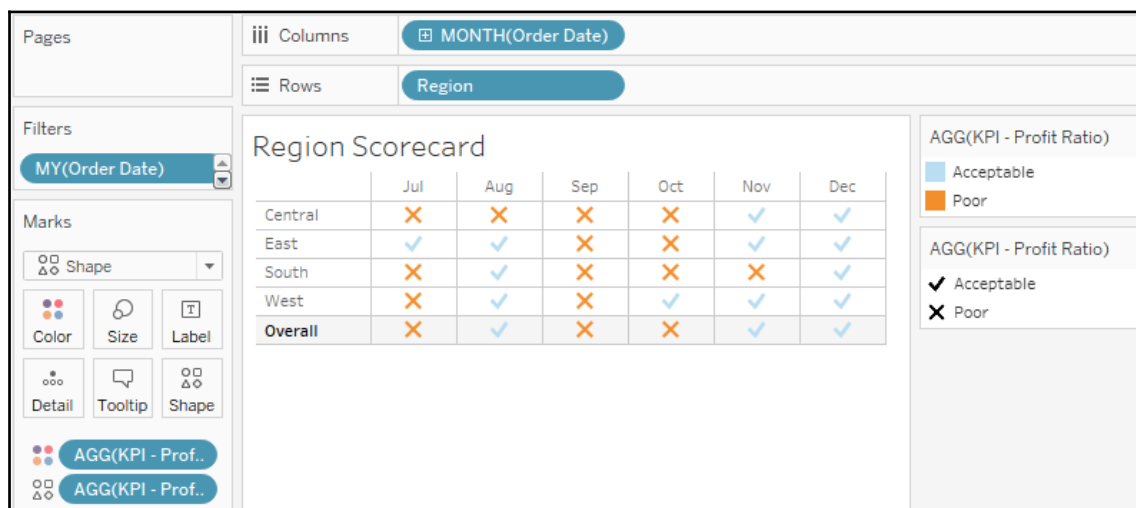 Pages
iii Columns
MONTH(Order Date)
Rows
Region
Filters
MY(Order Date)
Marks
Shape
Color
Size
Label
Detail
Tooltip
Shape
AGG(KPI - Prof..
AGG(KPI - Prof..
Region Scorecard
Jul Aug Sep Oct Nov Dec
Central
East
South
West
Overall
AGG(KPI - Profit Ratio)
Acceptable
Poor
AGG(KPI - Profit Ratio)
Acceptable
Poor